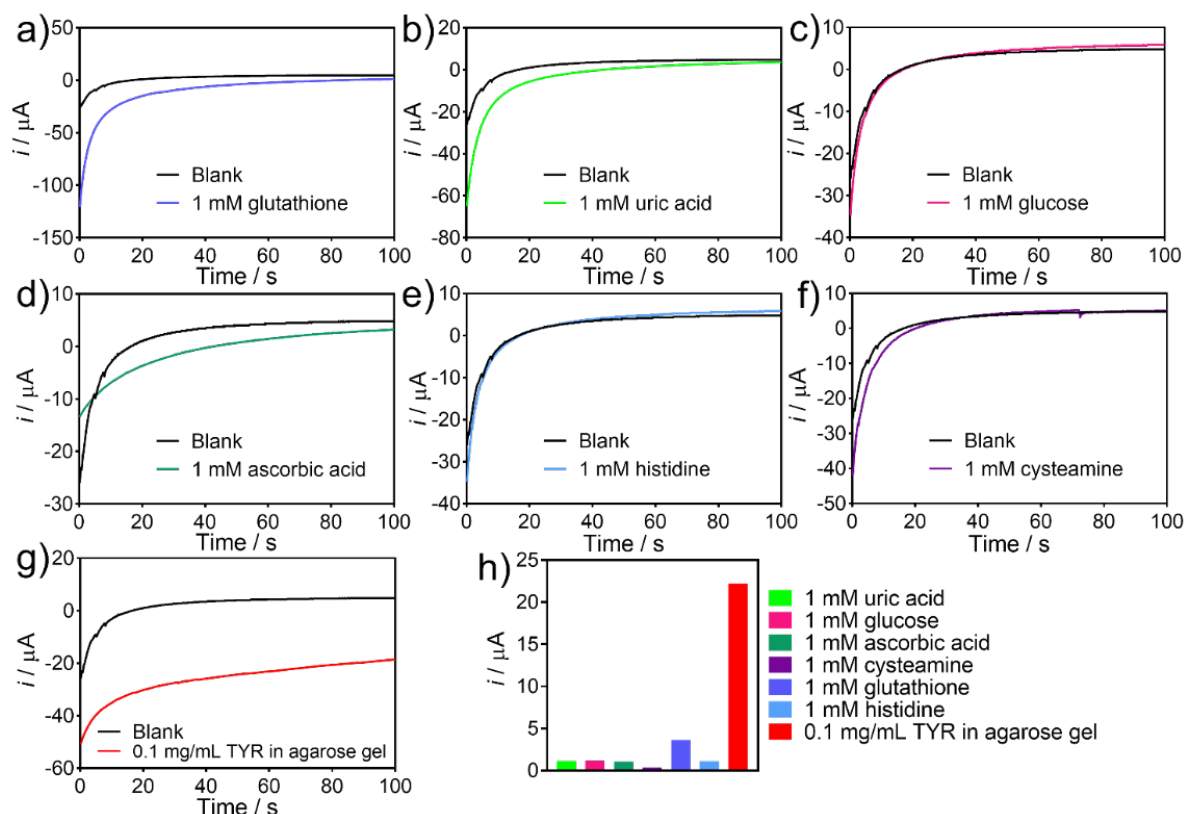 a)
50
0
-50
-100
-150
i / µA
Blank
1 mM glutathione
0 20 40 60 80 100
Time / s
b)
20
0
-20
-40
-60
-80
i / µA
Blank
1 mM uric acid
0 20 40 60 80 100
Time / s
c)
10
0
-10
-20
-30
-40
i / µA
Blank
1 mM glucose
0 20 40 60 80 100
Time / s
d)
10
0
-10
-20
-30
i / µA
Blank
1 mM ascorbic acid
0 20 40 60 80 100
Time / s
e)
10
0
-10
-20
-30
-40
i / µA
Blank
1 mM histidine
0 20 40 60 80 100
Time / s
f)
10
0
-10
-20
-30
-40
-50
i / µA
Blank
1 mM cysteamine
0 20 40 60 80 100
Time / s
g)
20
0
-20
-40
-60
i / µA
Blank
0.1 mg/mL TYR in agarose gel
0 20 40 60 80 100
Time / s
h)
25
20
15
10
5
0
i / µA
1 mM uric acid
1 mM glucose
1 mM ascorbic acid
1 mM cysteamine
1 mM glutathione
1 mM histidine
0.1 mg/mL TYR in agarose gel